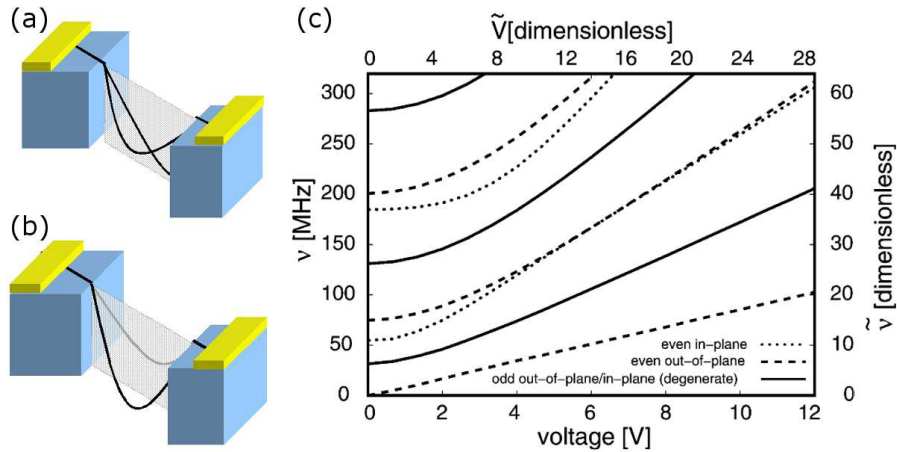 (a)
(b)
(c)
Ṽ[dimensionless]
0 4 8 12 16 20 24 28
300
250
200
150
100
50
0
ν [MHz]
60
50
40
30
20
10
0
ν̃ [dimensionless]
even in-plane
even out-of-plane
odd out-of-plane/in-plane (degenerate)
0 2 4 6 8 10 12
voltage [V]